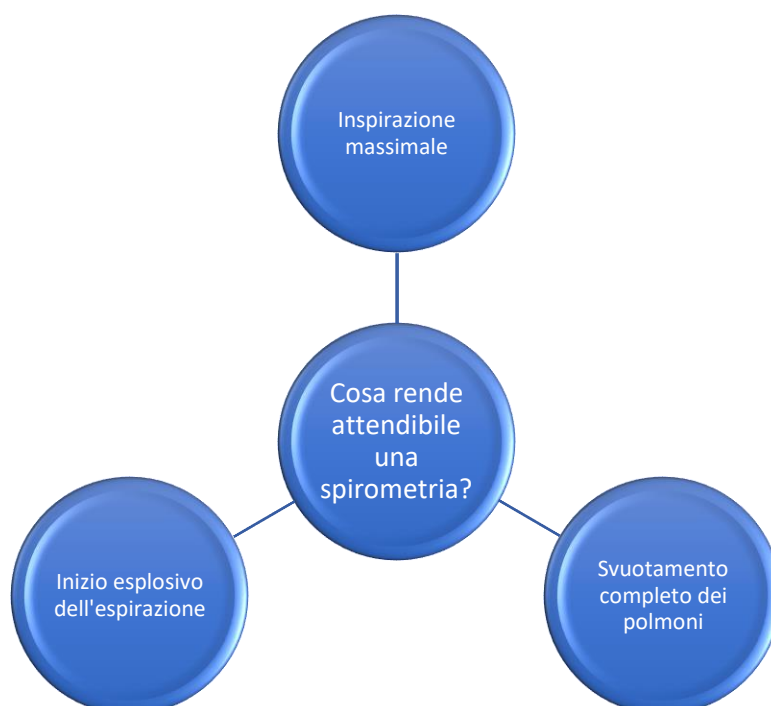 Inspirazione
massimale
Cosa rende
attendibile
una
spirometria?
Inizio esplosivo
dell'espirazione
Svuotamento
completo dei
polmoni